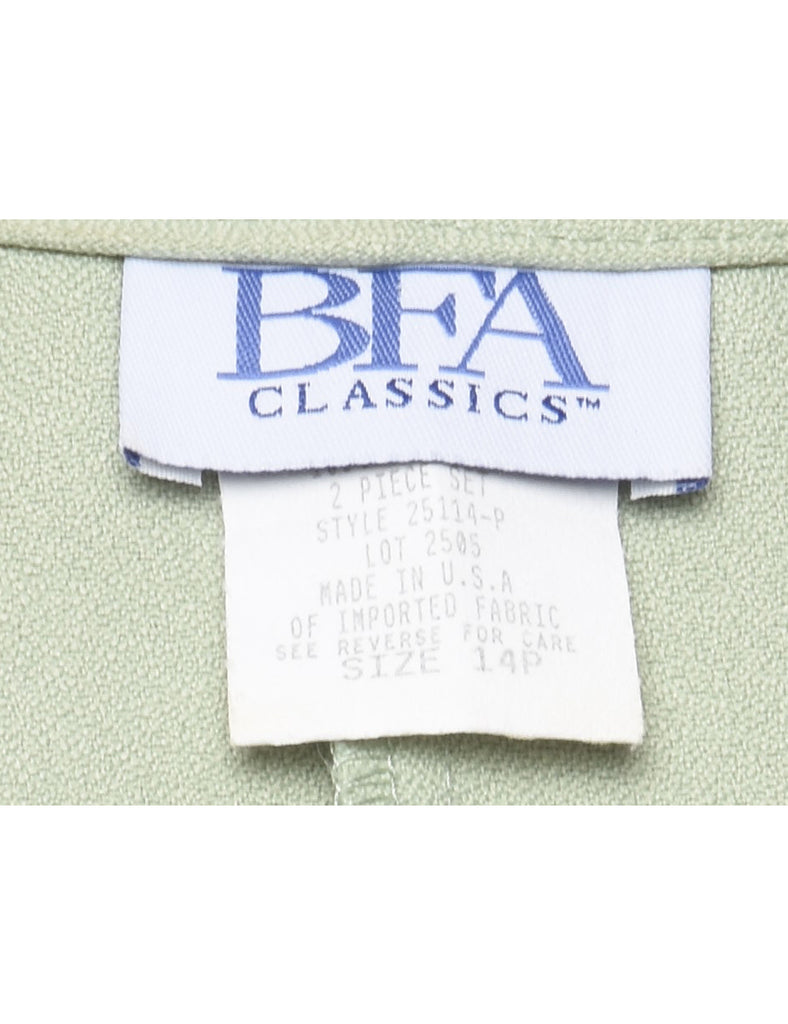 BFA
CLASSICS™
2 PIECE SET
STYLE 25114-P
LOT 2505
MADE IN U.S.A
OF IMPORTED FABRIC
SEE REVERSE FOR CARE
SIZE 14P